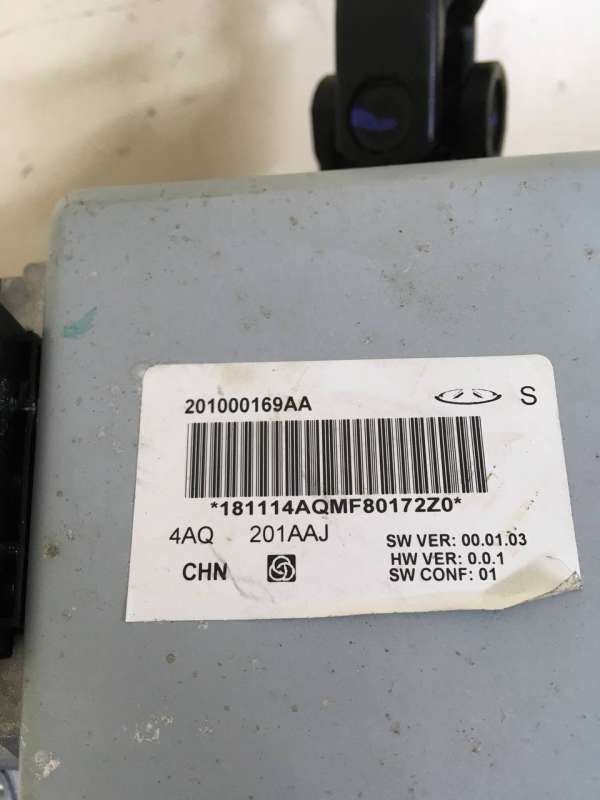 201000169AA
S
*181114AQMF80172Z0*
4AQ 201AAJ
SW VER: 00.01.03
CHN
HW VER: 0.0.1
SW CONF: 01